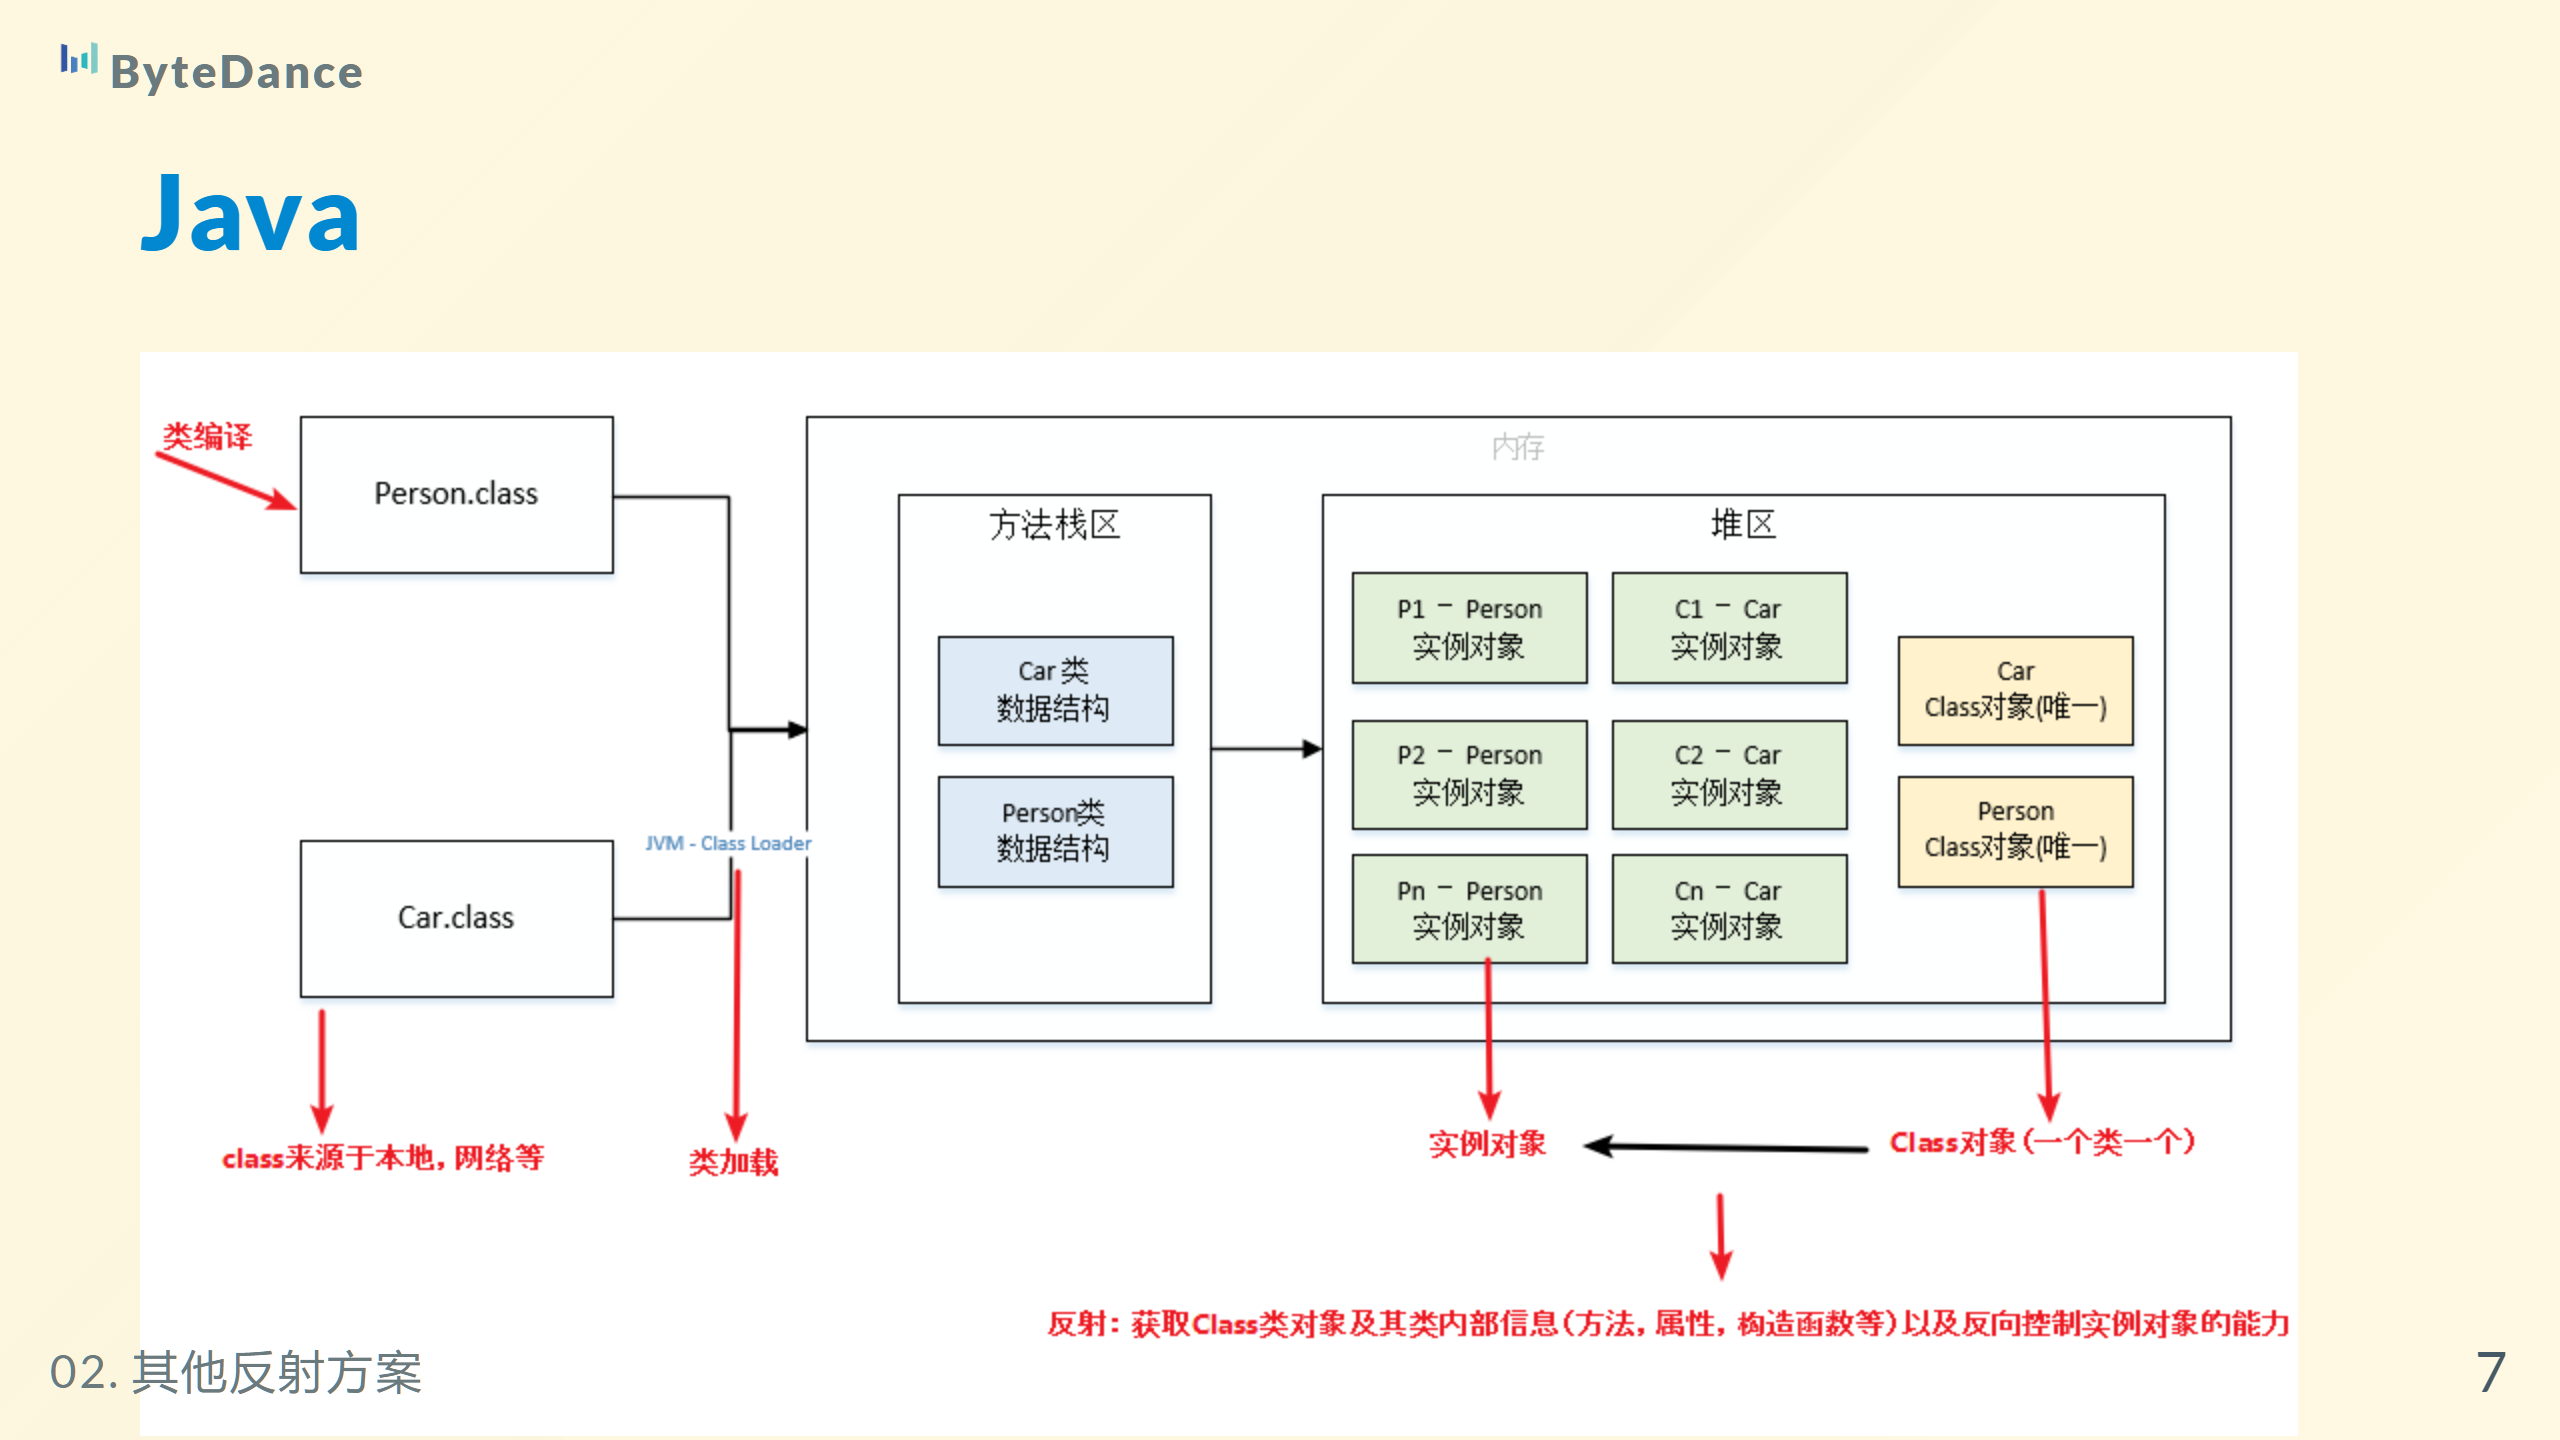 ByteDance
Java
类编译
Person.class
Car.class
JVM - Class Loader
内存
方法栈区
Car 类
数据结构
Person类
数据结构
堆区
P1 － Person
实例对象
C1 － Car
实例对象
P2 － Person
实例对象
C2 － Car
实例对象
Pn － Person
实例对象
Cn － Car
实例对象
Car
Class对象(唯一)
Person
Class对象(唯一)
class来源于本地，网络等
类加载
实例对象
Class对象（一个类一个）
反射：获取Class类对象及其类内部信息（方法，属性，构造函数等）以及反向控制实例对象的能力
02. 其他反射方案
7